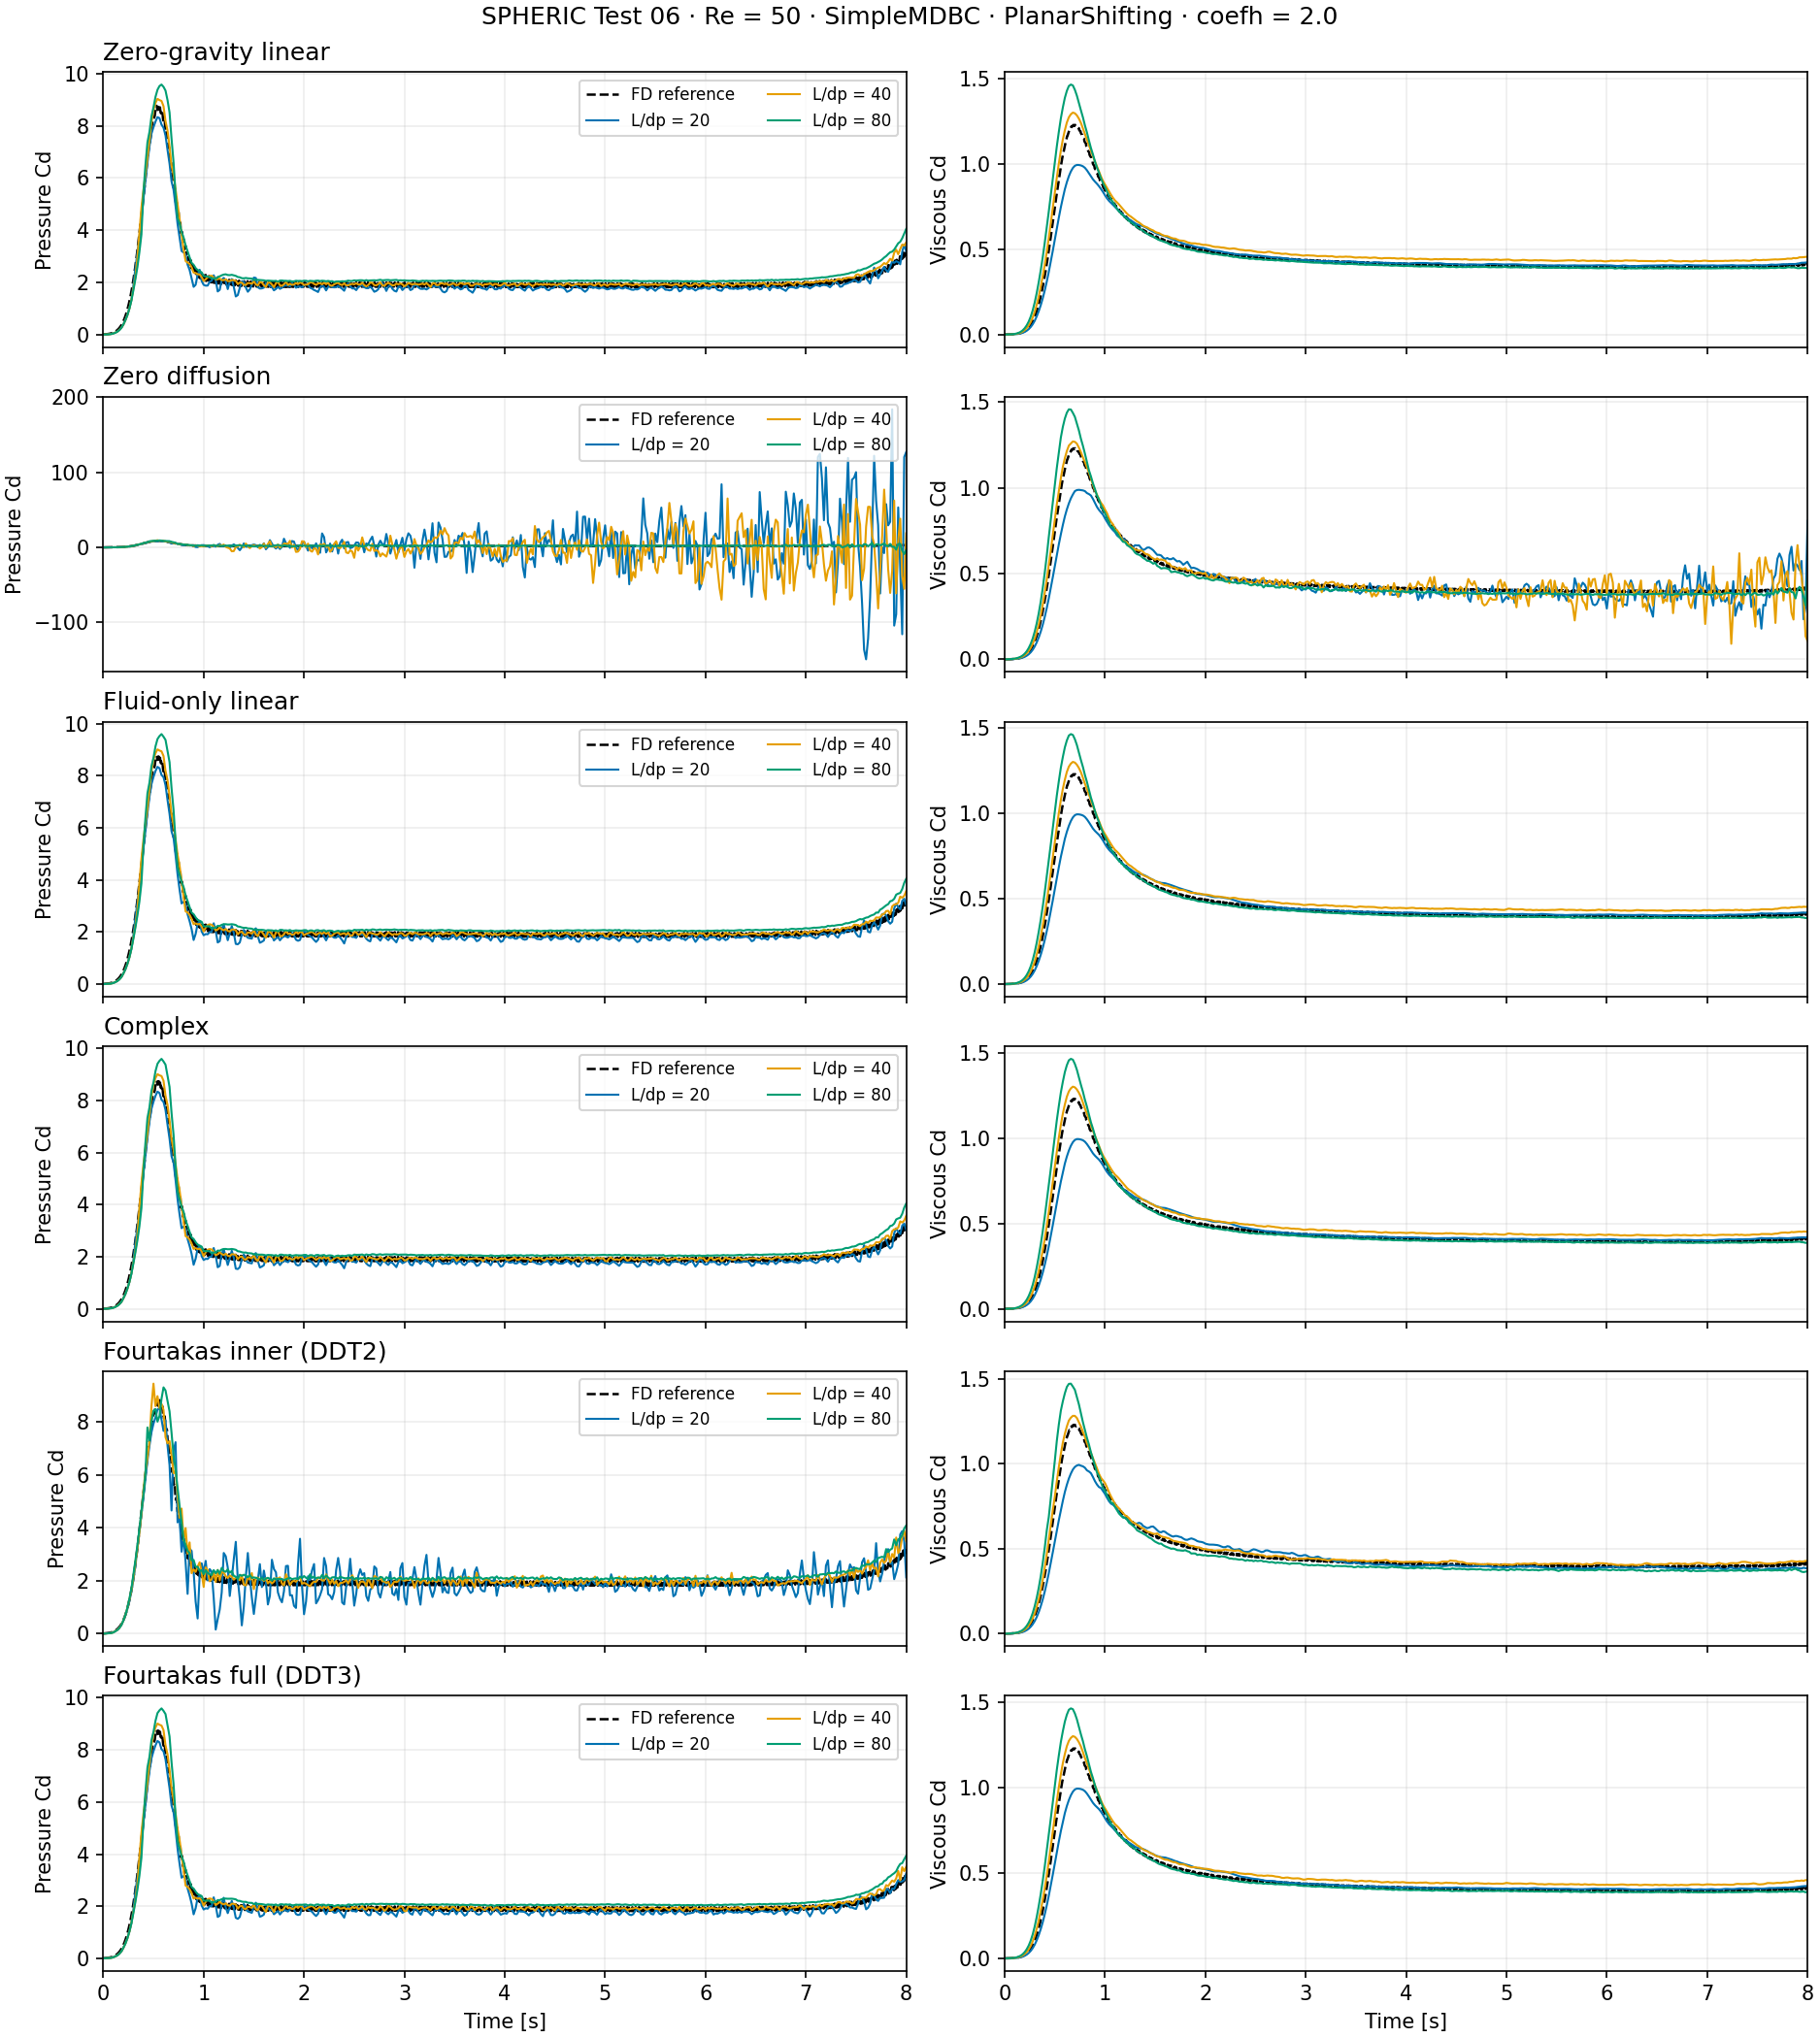 SPHERIC Test 06 · Re = 50 · SimpleMDBC · PlanarShifting · coefh = 2.0
Zero-gravity linear
Pressure Cd
10
8
6
4
2
0
FD reference
L/dp = 20
L/dp = 40
L/dp = 80
Viscous Cd
1.5
1.0
0.5
0.0
Zero diffusion
Pressure Cd
200
100
0
−100
FD reference
L/dp = 20
L/dp = 40
L/dp = 80
Viscous Cd
1.5
1.0
0.5
0.0
Fluid-only linear
Pressure Cd
10
8
6
4
2
0
FD reference
L/dp = 20
L/dp = 40
L/dp = 80
Viscous Cd
1.5
1.0
0.5
0.0
Complex
Pressure Cd
10
8
6
4
2
0
FD reference
L/dp = 20
L/dp = 40
L/dp = 80
Viscous Cd
1.5
1.0
0.5
0.0
Fourtakas inner (DDT2)
Pressure Cd
8
6
4
2
0
FD reference
L/dp = 20
L/dp = 40
L/dp = 80
Viscous Cd
1.5
1.0
0.5
0.0
Fourtakas full (DDT3)
Pressure Cd
10
8
6
4
2
0
FD reference
L/dp = 20
L/dp = 40
L/dp = 80
0 1 2 3 4 5 6 7 8
Time [s]
Viscous Cd
1.5
1.0
0.5
0.0
0 1 2 3 4 5 6 7 8
Time [s]